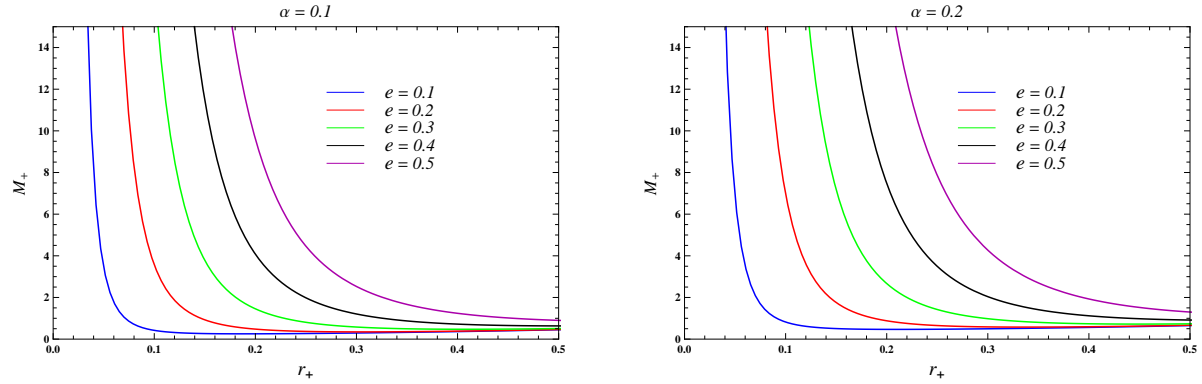 α = 0.1
14
12
10
8
6
4
2
0
M+
0.0 0.1 0.2 0.3 0.4 0.5
r+
e = 0.1
e = 0.2
e = 0.3
e = 0.4
e = 0.5
α = 0.2
14
12
10
8
6
4
2
0
M+
0.0 0.1 0.2 0.3 0.4 0.5
r+
e = 0.1
e = 0.2
e = 0.3
e = 0.4
e = 0.5